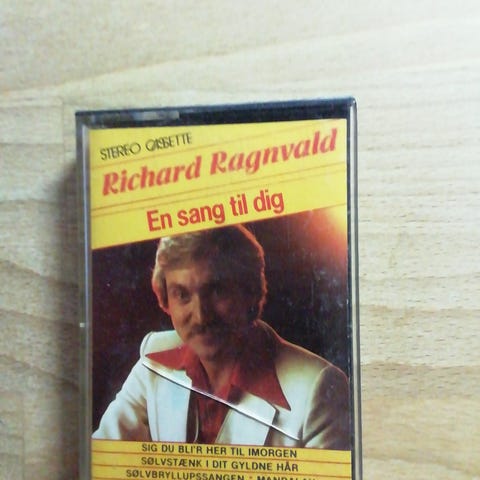 STEREO CASSETTE
Richard Ragnvald
En sang til dig
SIG DU BLI'R HER TIL IMORGEN
SØLVSTÆNK I DIT GYLDNE HÅR
SØLVBRYLLUPSSANGEN